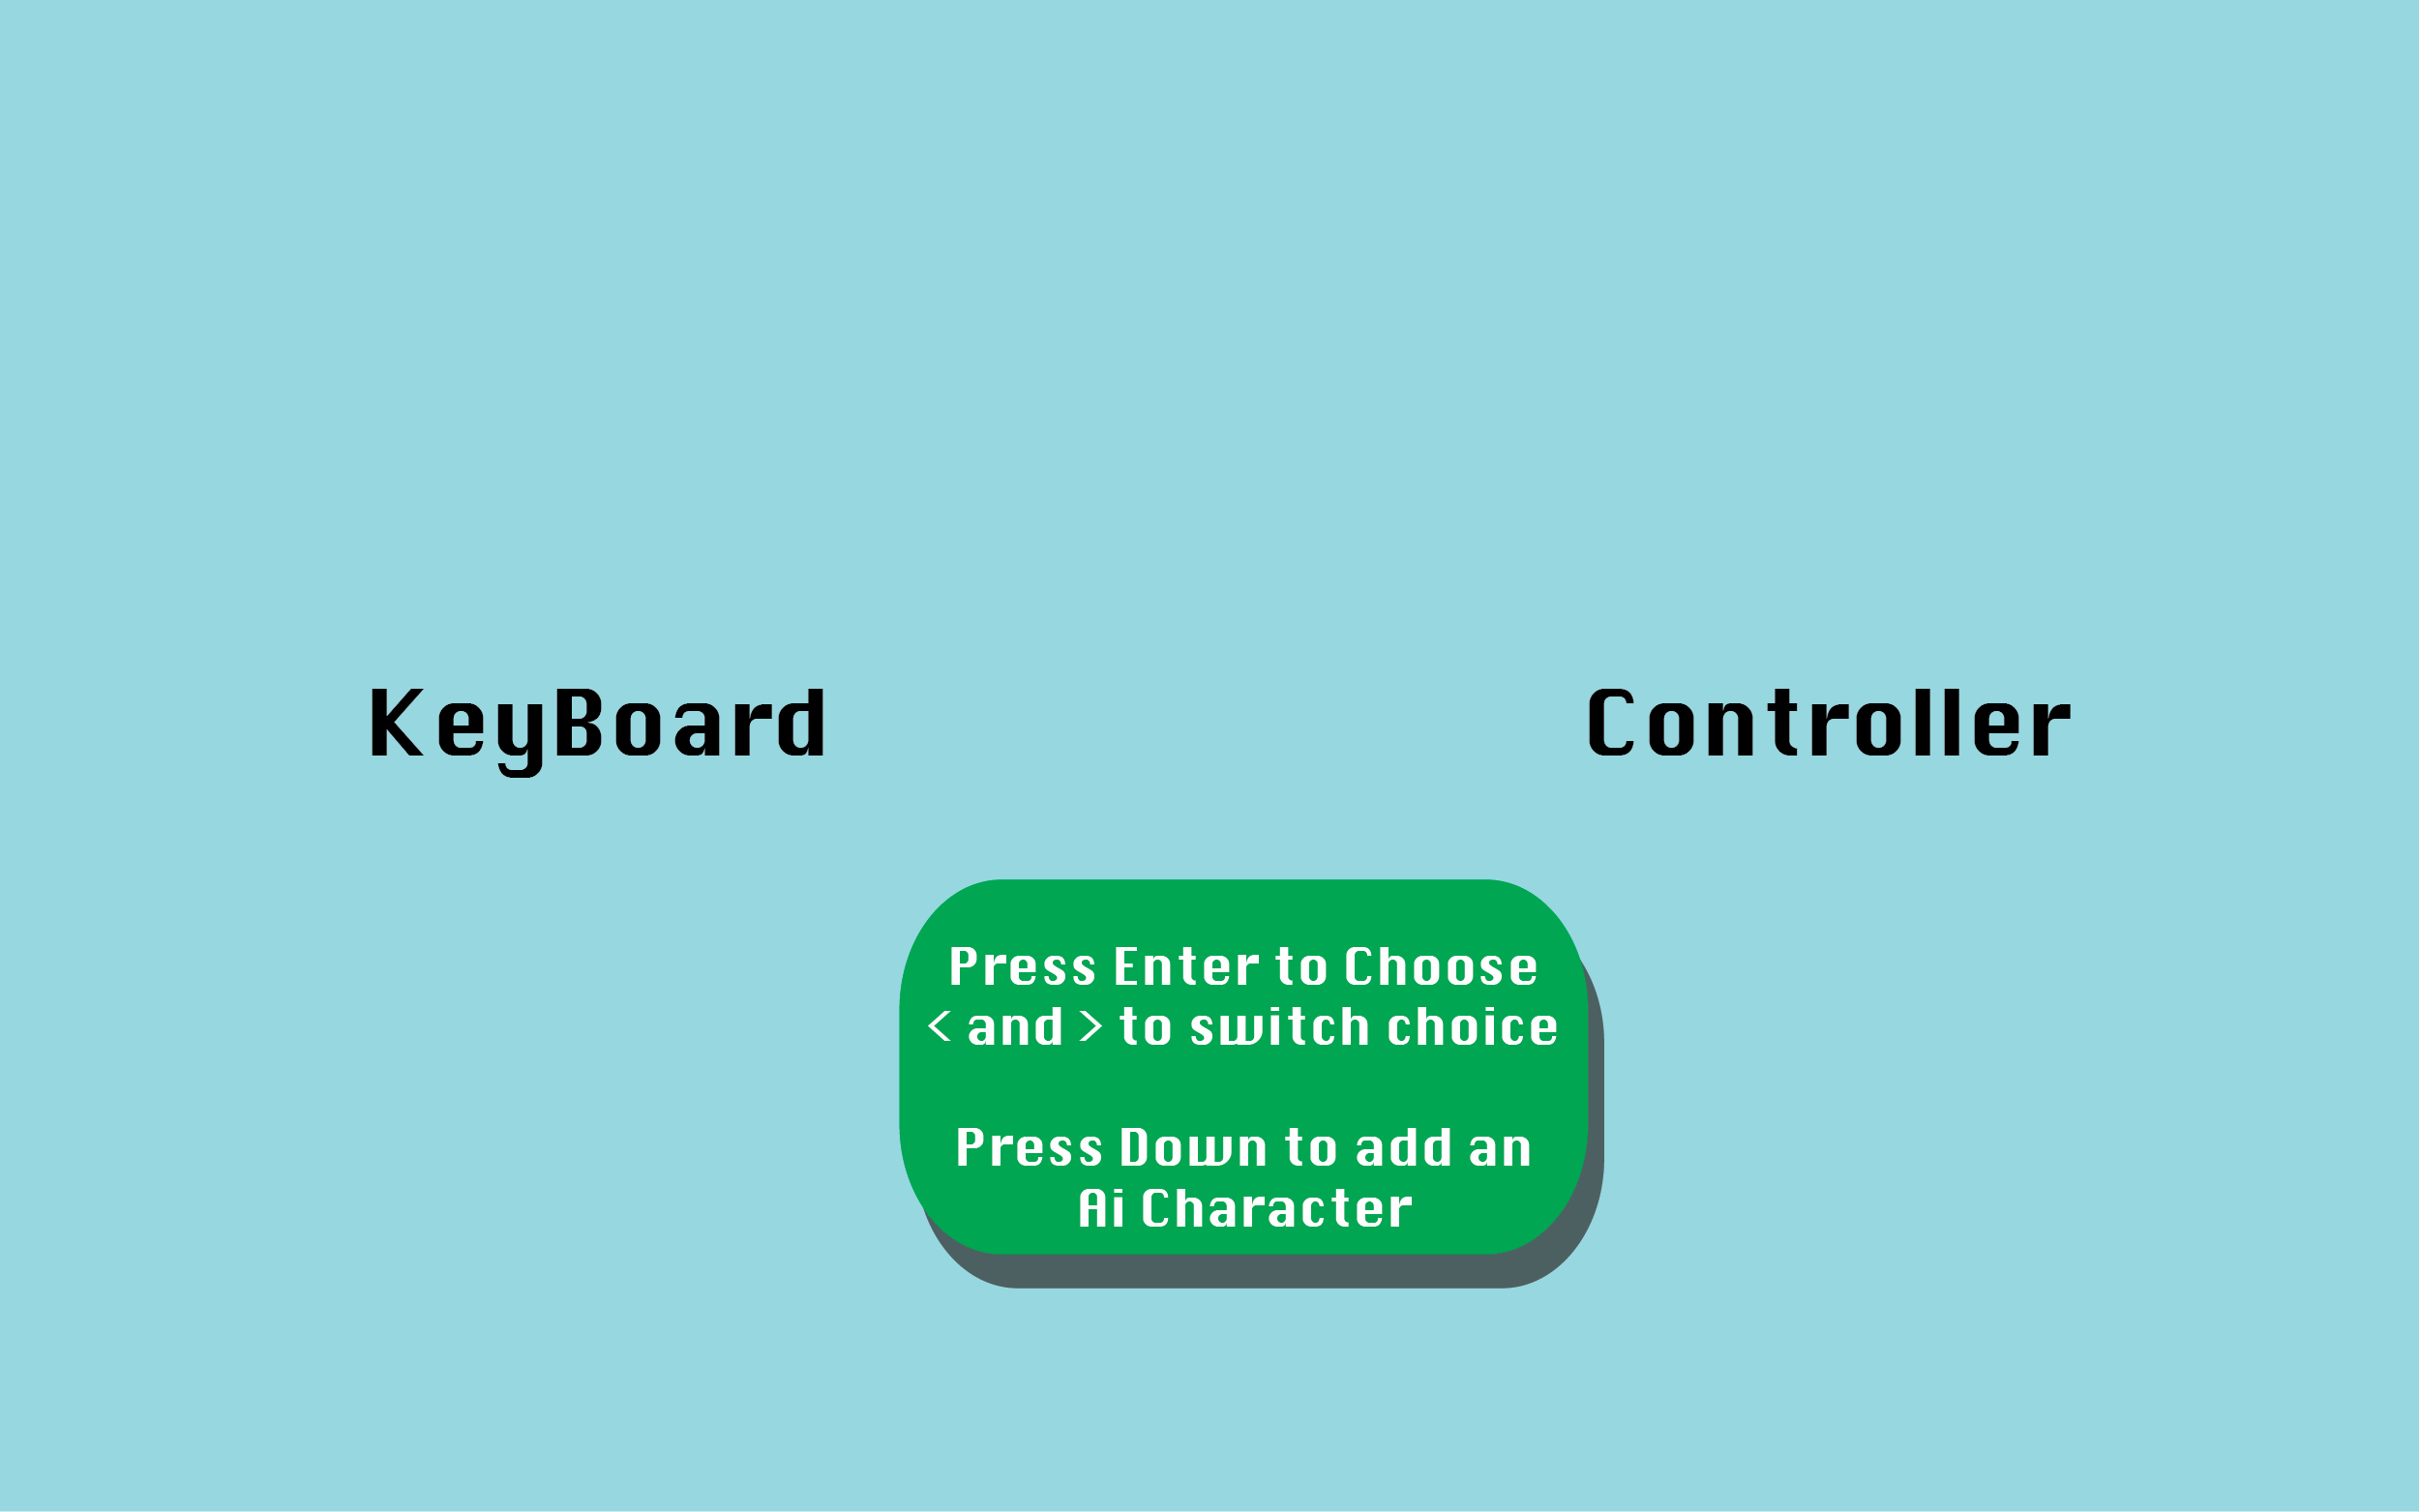 KeyBoard
Controller
Press Enter to Choose
< and > to switch choice
Press Down to add an
Ai Character